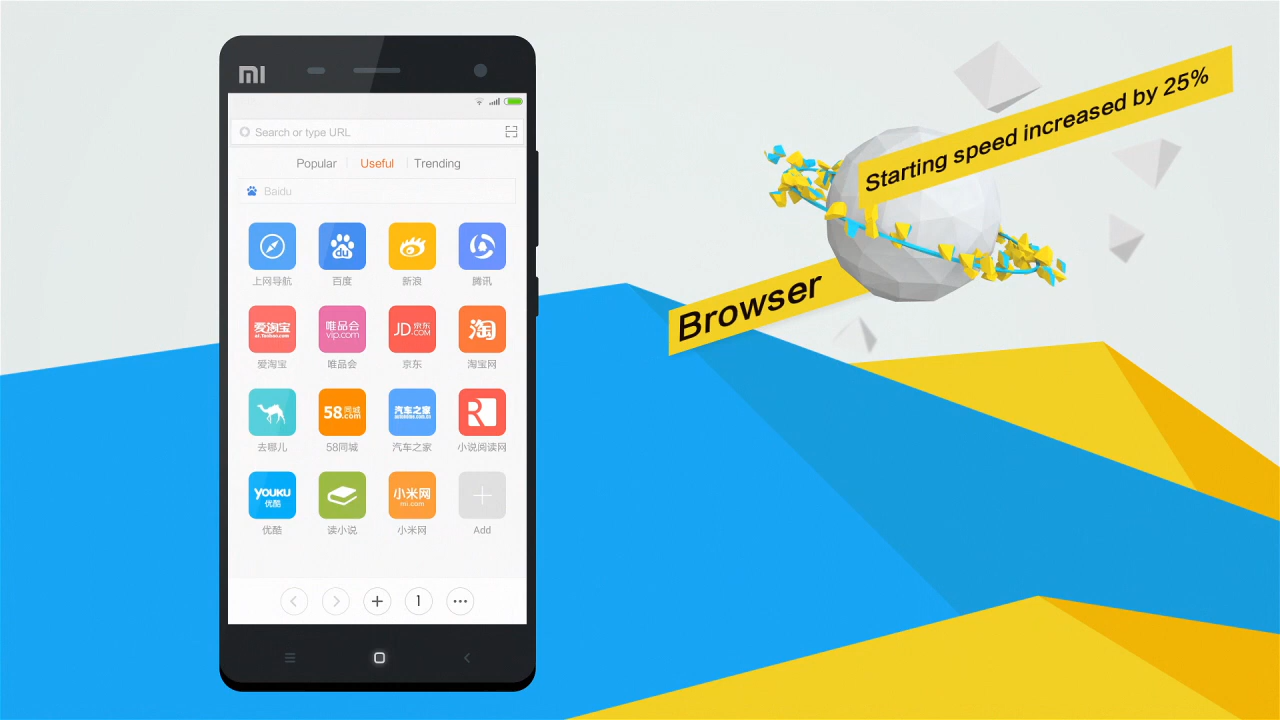 mi
Search or type URL
Popular Useful Trending
Baidu
du
上网导航 百度 新浪 腾讯
爱淘宝 唯品会 JD 京东
vip.com .COM 淘
爱淘宝 唯品会 京东 淘宝网
58同城 汽车之家 R
.com
去哪儿 58同城 汽车之家 小说阅读网
YOUKU 小米网
优酷 mi.com
优酷 读小说 小米网 Add
1
Starting speed increased by 25%
Browser